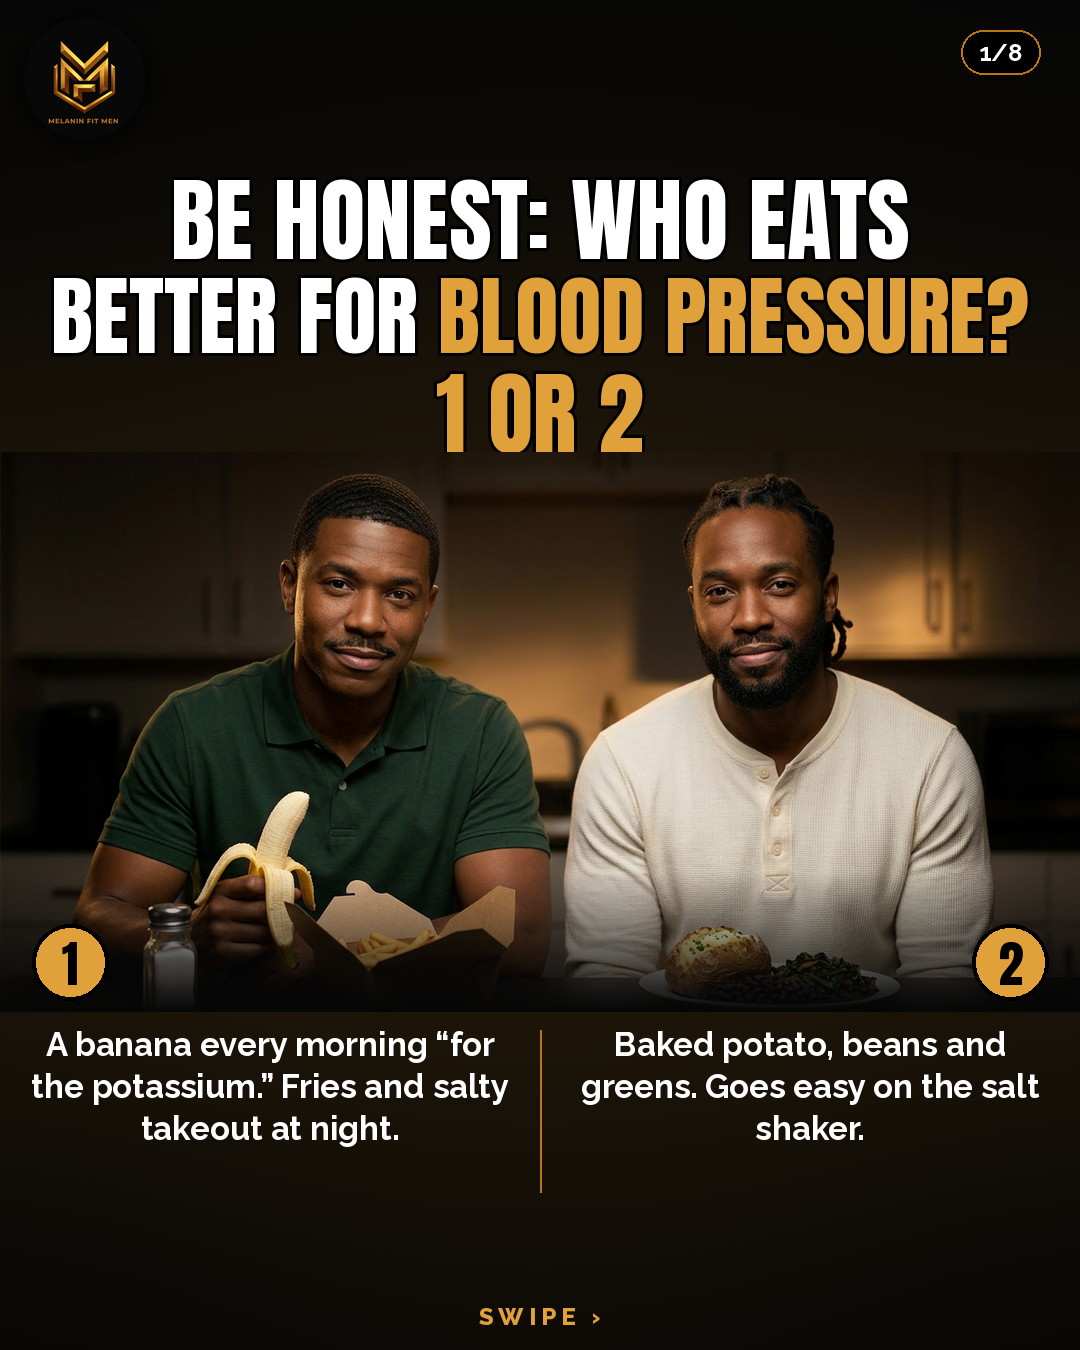 MELANIN FIT MEN
1/8
BE HONEST: WHO EATS
BETTER FOR BLOOD PRESSURE?
1 OR 2
1
2
A banana every morning “for
the potassium.” Fries and salty
takeout at night.
Baked potato, beans and
greens. Goes easy on the salt
shaker.
SWIPE ›